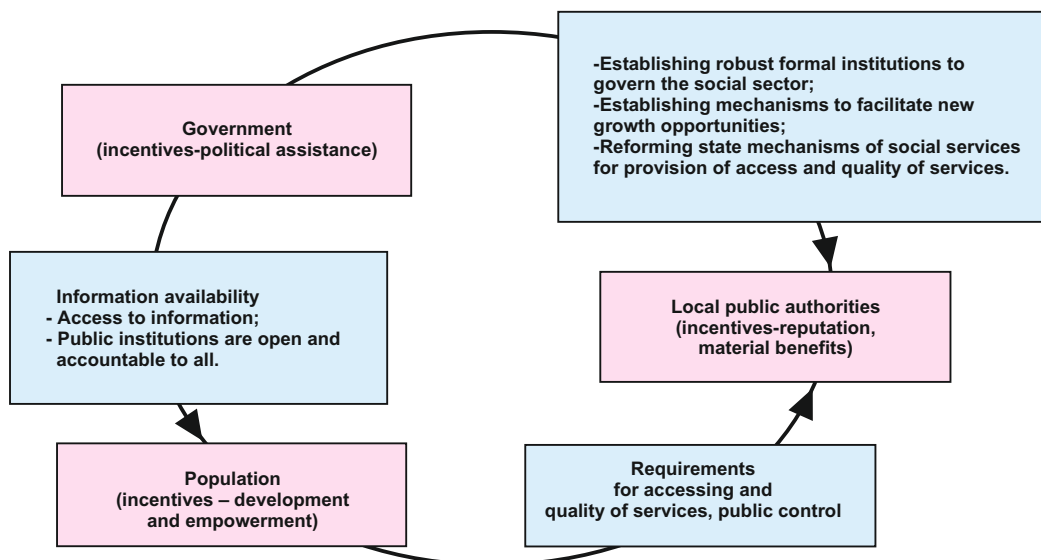 -Establishing robust formal institutions to
govern the social sector;
-Establishing mechanisms to facilitate new
growth opportunities;
-Reforming state mechanisms of social services
for provision of access and quality of services.
Government
(incentives-political assistance)
Information availability
- Access to information;
- Public institutions are open and
accountable to all.
Local public authorities
(incentives-reputation,
material benefits)
Population
(incentives – development
and empowerment)
Requirements
for accessing and
quality of services, public control